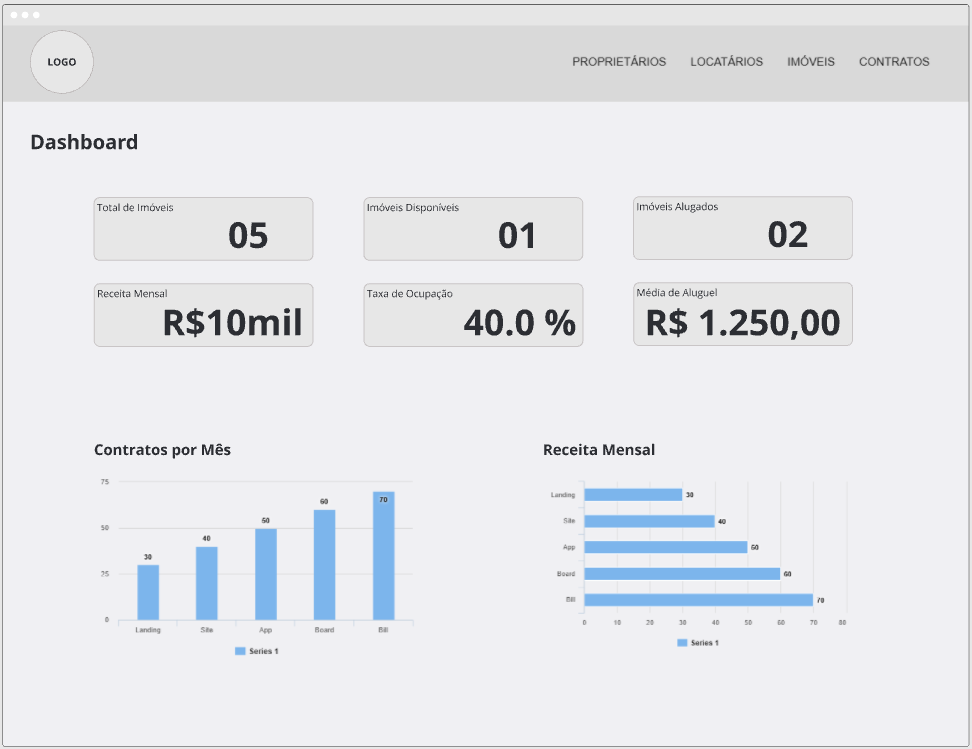 LOGO
PROPRIETÁRIOS LOCATÁRIOS IMÓVEIS CONTRATOS
Dashboard
Total de Imóveis
05
Imóveis Disponíveis
01
Imóveis Alugados
02
Receita Mensal
R$10mil
Taxa de Ocupação
40.0 %
Média de Aluguel
R$ 1.250,00
Contratos por Mês
75
50
25
0
30
40
50
60
70
Landing Site App Board Bill
Series 1
Receita Mensal
Landing 30
Site 40
App 50
Board 60
Bill 70
0 10 20 30 40 50 60 70 80
Series 1